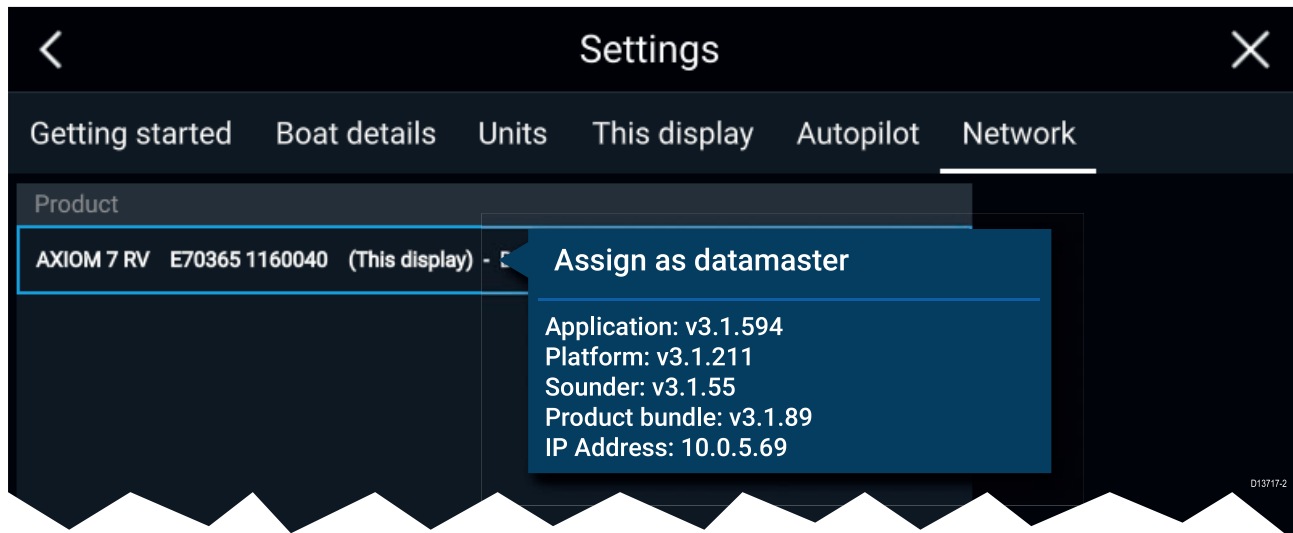 Settings
Getting started Boat details Units This display Autopilot Network
Product
AXIOM 7 RV E70365 1160040 (This display) -
Assign as datamaster
Application: v3.1.594
Platform: v3.1.211
Sounder: v3.1.55
Product bundle: v3.1.89
IP Address: 10.0.5.69
D13717-2